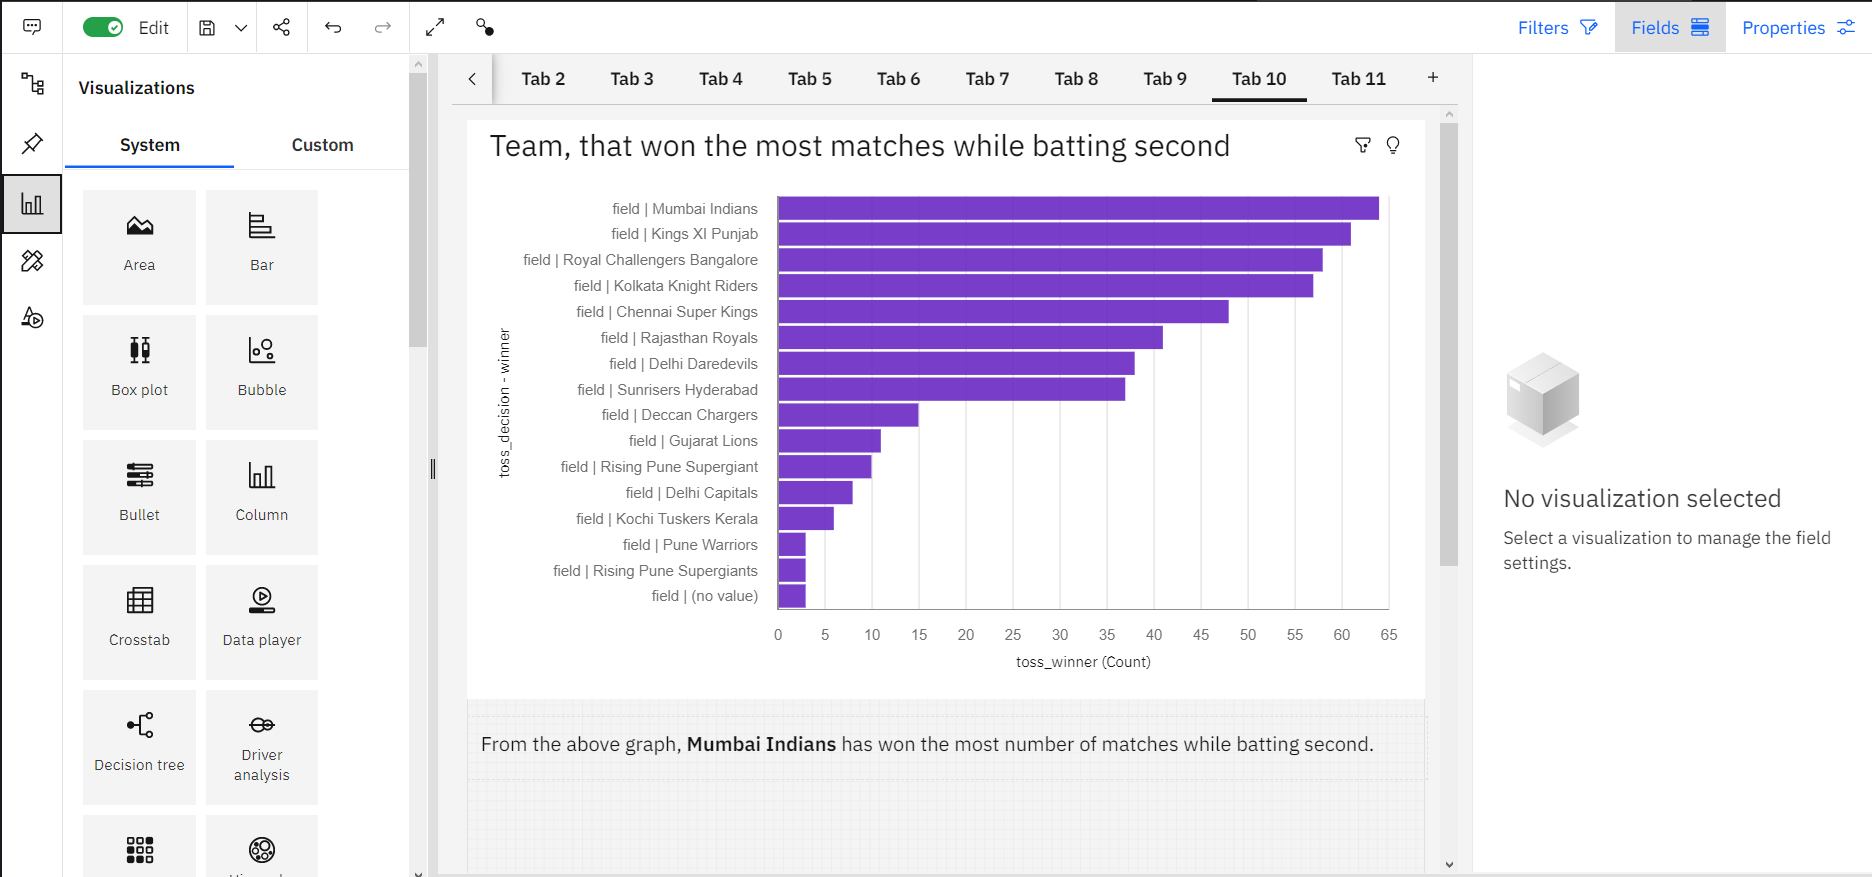 Edit
Filters
Fields
Properties
Visualizations
System
Custom
Area
Bar
Box plot
Bubble
Bullet
Column
Crosstab
Data player
Decision tree
Driver
analysis
Tab 2
Tab 3
Tab 4
Tab 5
Tab 6
Tab 7
Tab 8
Tab 9
Tab 10
Tab 11
Team, that won the most matches while batting second
toss_decision - winner
field | Mumbai Indians
field | Kings XI Punjab
field | Royal Challengers Bangalore
field | Kolkata Knight Riders
field | Chennai Super Kings
field | Rajasthan Royals
field | Delhi Daredevils
field | Sunrisers Hyderabad
field | Deccan Chargers
field | Gujarat Lions
field | Rising Pune Supergiant
field | Delhi Capitals
field | Kochi Tuskers Kerala
field | Pune Warriors
field | Rising Pune Supergiants
field | (no value)
0 5 10 15 20 25 30 35 40 45 50 55 60 65
toss_winner (Count)
From the above graph, Mumbai Indians has won the most number of matches while batting second.
No visualization selected
Select a visualization to manage the field
settings.